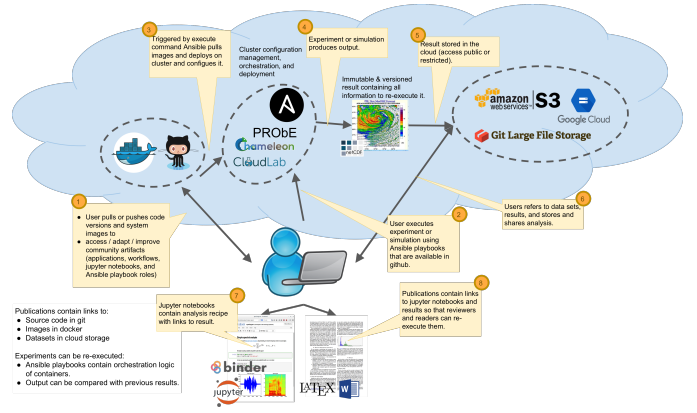 3
Triggered by execute
command Ansible pulls
images and deploys on
cluster and configues it.
4
Experiment or simulation
produces output.
5
Result stored in the
cloud (access public or
restricted).
Cluster configuration
management,
orchestration, and
deployment
Immutable & versioned
result containing all
information to re-execute it.
A
PRObE
Chameleon
CloudLab
netCDF
amazon
webservices
S3
Google Cloud
Git Large File Storage
docker
1
● User pulls or pushes code
versions and system
images to
● access / adapt / improve
community artifacts
(applications, workflows,
jupyter notebooks, and
Ansible playbook roles)
2
User executes
experiment or
simulation using
Ansible playbooks
that are available in
github.
6
Users refers to data sets,
results, and stores and
shares analysis.
7
Jupyter notebooks
contain analysis recipe
with links to result.
8
Publications contain links
to jupyter notebooks and
results so that reviewers
and readers can re-
execute them.
Publications contain links to:
● Source code in git
● Images in docker
● Datasets in cloud storage
Experiments can be re-executed:
● Ansible playbooks contain orchestration logic
of containers.
● Output can be compared with previous results.
binder
jupyter
LATEX
W